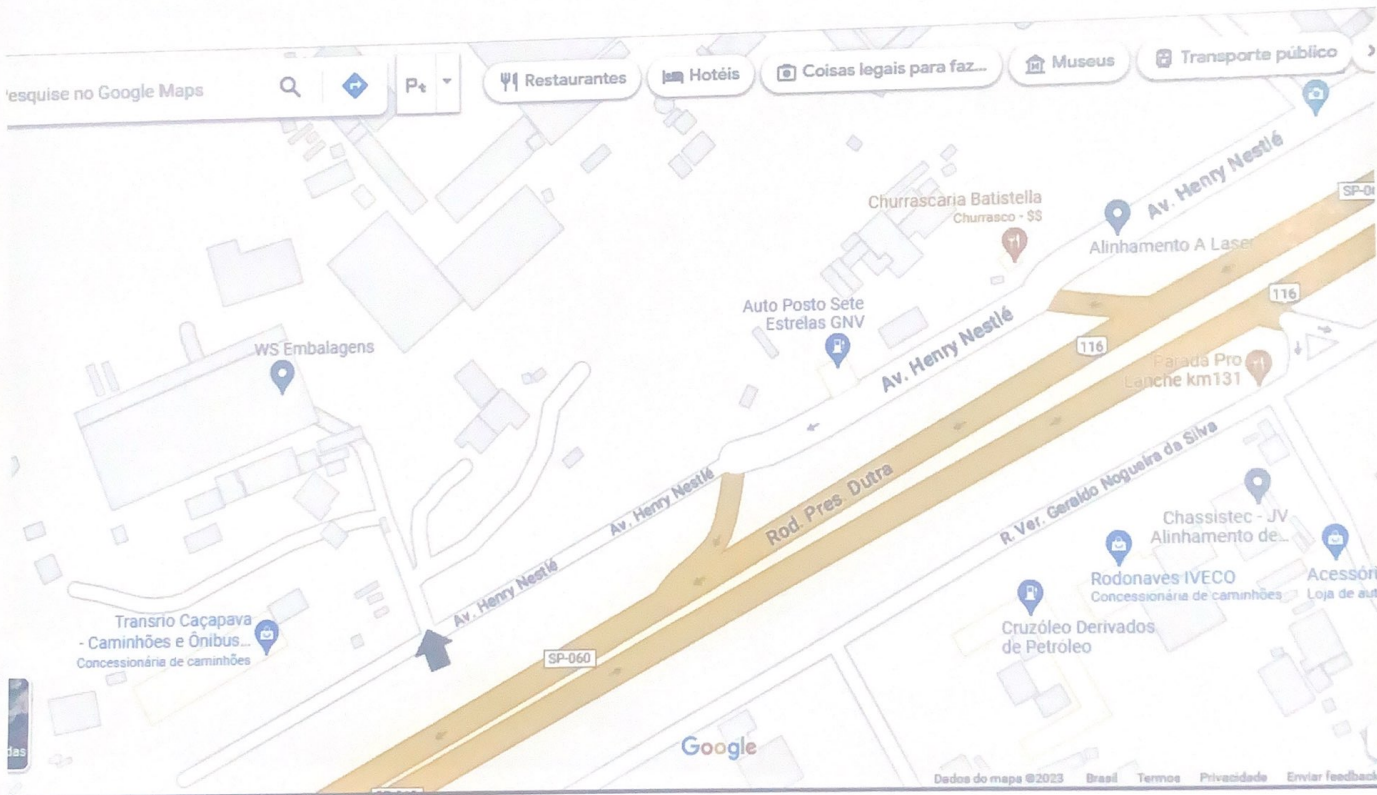 esquise no Google Maps
Restaurantes
Hotéis
Coisas legais para faz...
Museus
Transporte público
Av. Henry Nestlé
Churrascaria Batistella
Churrasco · $$
Alinhamento A Laser
Auto Posto Sete
Estrelas GNV
116
Av. Henry Nestlé
116
WS Embalagens
Parada Pro
Lanche km131
Av. Henry Nestlé
Rod. Pres. Dutra
R. Ver. Geraldo Nogueira da Silva
Chassistec - JV
Alinhamento de...
Rodonaves IVECO
Concessionária de caminhões
Acessóri
Loja de aut
Av. Henry Nestlé
Transrio Caçapava
- Caminhões e Ônibus...
Concessionária de caminhões
Cruzóleo Derivados
de Petróleo
SP-060
das
Google
Dados do mapa ©2023 Brasil Termos Privacidade Enviar feedback